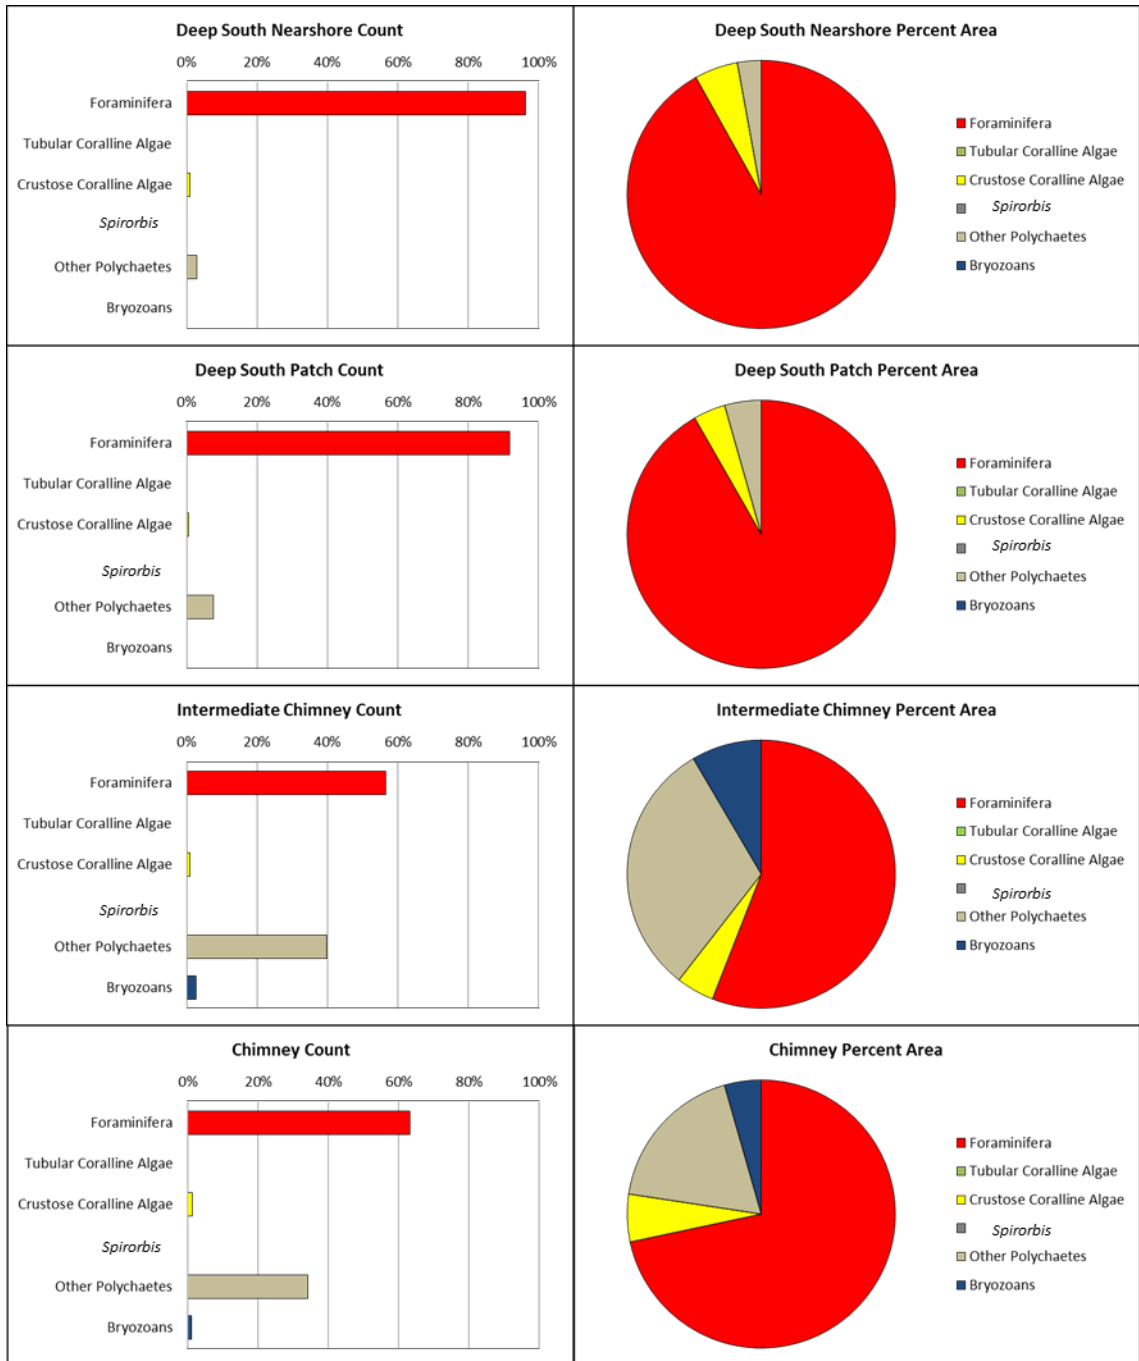 Deep South Nearshore Count
0% 20% 40% 60% 80% 100%
Foraminifera
Tubular Coralline Algae
Crustose Coralline Algae
Spirorbis
Other Polychaetes
Bryozoans
Deep South Nearshore Percent Area
Foraminifera
Tubular Coralline Algae
Crustose Coralline Algae
Spirorbis
Other Polychaetes
Bryozoans
Deep South Patch Count
0% 20% 40% 60% 80% 100%
Foraminifera
Tubular Coralline Algae
Crustose Coralline Algae
Spirorbis
Other Polychaetes
Bryozoans
Deep South Patch Percent Area
Foraminifera
Tubular Coralline Algae
Crustose Coralline Algae
Spirorbis
Other Polychaetes
Bryozoans
Intermediate Chimney Count
0% 20% 40% 60% 80% 100%
Foraminifera
Tubular Coralline Algae
Crustose Coralline Algae
Spirorbis
Other Polychaetes
Bryozoans
Intermediate Chimney Percent Area
Foraminifera
Tubular Coralline Algae
Crustose Coralline Algae
Spirorbis
Other Polychaetes
Bryozoans
Chimney Count
0% 20% 40% 60% 80% 100%
Foraminifera
Tubular Coralline Algae
Crustose Coralline Algae
Spirorbis
Other Polychaetes
Bryozoans
Chimney Percent Area
Foraminifera
Tubular Coralline Algae
Crustose Coralline Algae
Spirorbis
Other Polychaetes
Bryozoans